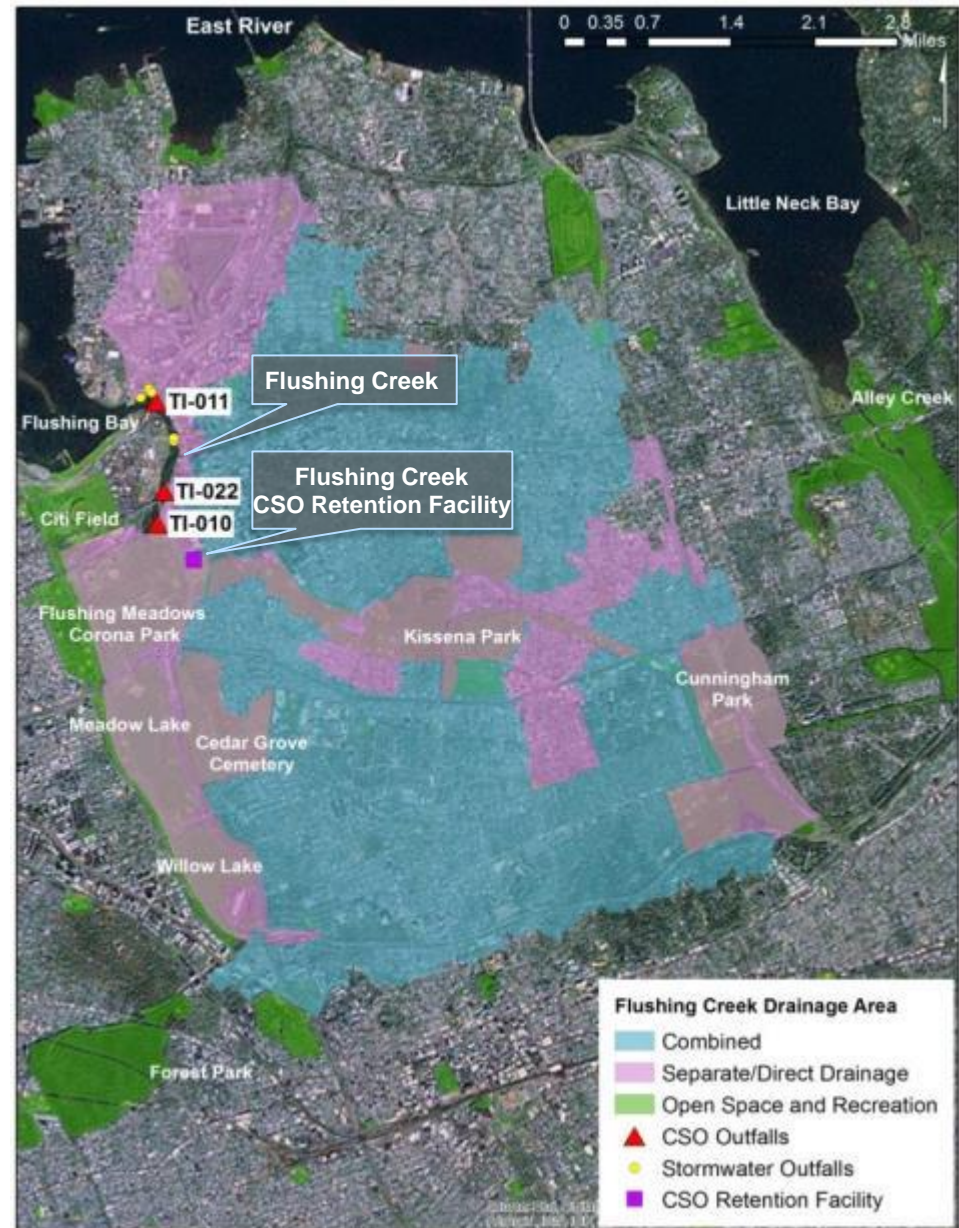 East River
0 0.35 0.7 1.4 2.1 2.8
Miles
Little Neck Bay
Flushing Creek
TI-011
Alley Creek
Flushing Bay
Flushing Creek
CSO Retention Facility
TI-022
Citi Field
TI-010
Flushing Meadows
Corona Park
Kissena Park
Cunningham
Park
Meadow Lake
Cedar Grove
Cemetery
Willow Lake
Forest Park
Flushing Creek Drainage Area
Combined
Separate/Direct Drainage
Open Space and Recreation
CSO Outfalls
Stormwater Outfalls
CSO Retention Facility